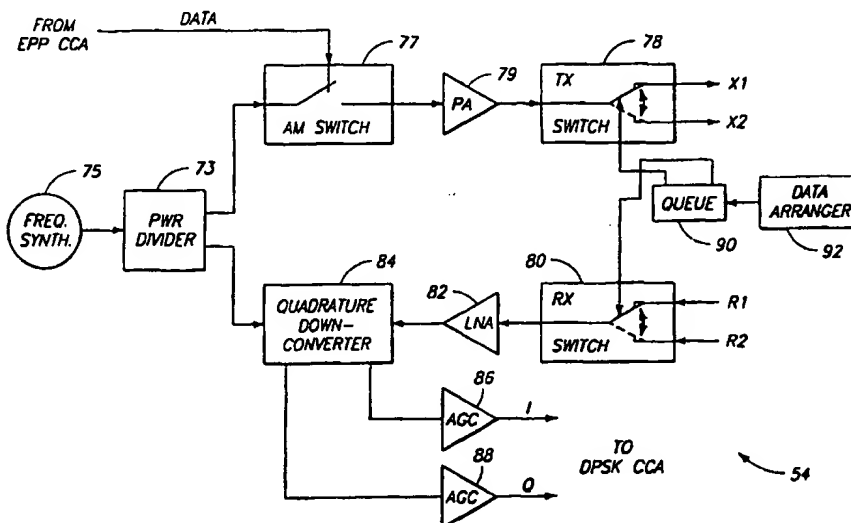 FROM
EPP CCA
DATA
77
AM SWITCH
79
PA
78
TX
SWITCH
X1
X2
75
FREQ.
SYNTH.
73
PWR
DIVIDER
QUEUE
90
DATA
ARRANGER
92
84
QUADRATURE
DOWN-
CONVERTER
82
LNA
80
RX
SWITCH
R1
R2
86
AGC
I
88
AGC
Q
TO
DPSK CCA
54